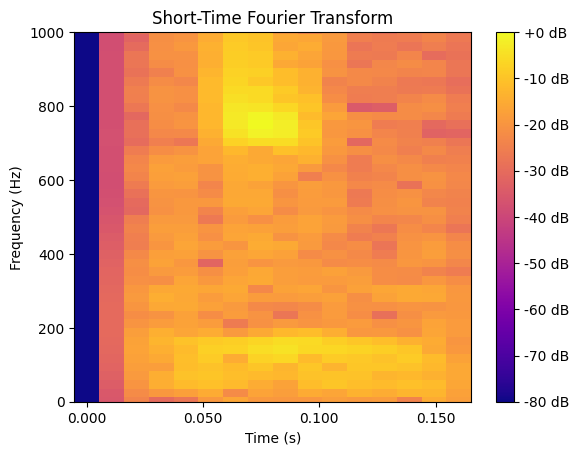 Short-Time Fourier Transform
1000
800
600
400
200
0
Frequency (Hz)
0.000
0.050
0.100
0.150
Time (s)
+0 dB
-10 dB
-20 dB
-30 dB
-40 dB
-50 dB
-60 dB
-70 dB
-80 dB